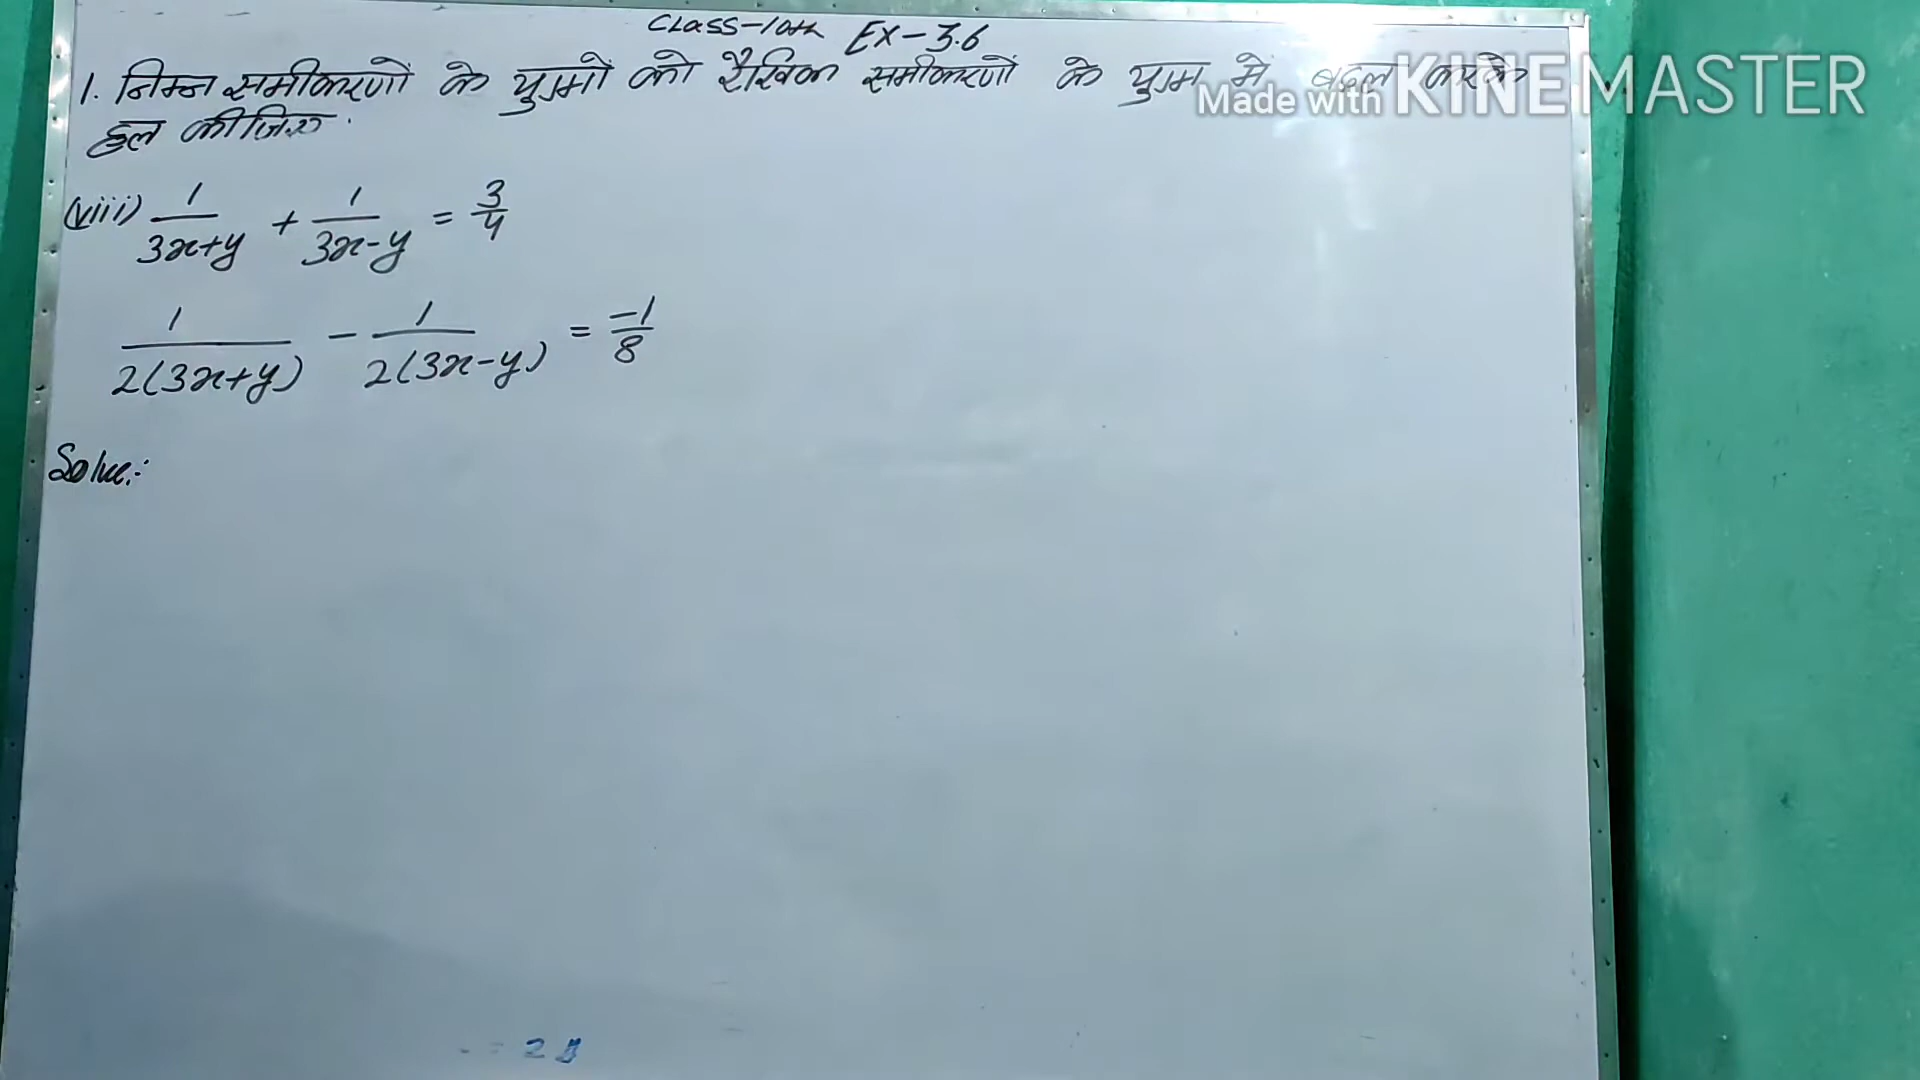 Class-10th Ex-3.6
1. निम्न समीकरणों के युग्मों को रैखिक समीकरणों के युग्म में बदल करके
हल कीजिए.
Made with KINEMASTER
(viii) 1/(3x+y) + 1/(3x-y) = 3/4
1/(2(3x+y)) - 1/(2(3x-y)) = -1/8
Solve:-